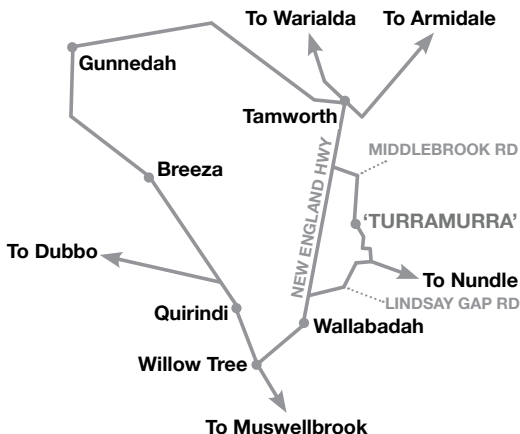 To Warialda
To Armidale
Gunnedah
Tamworth
MIDDLEBROOK RD
NEW ENGLAND HWY
Breeza
'TURRAMURRA'
To Dubbo
To Nundle
LINDSAY GAP RD
Quirindi
Wallabadah
Willow Tree
To Muswellbrook